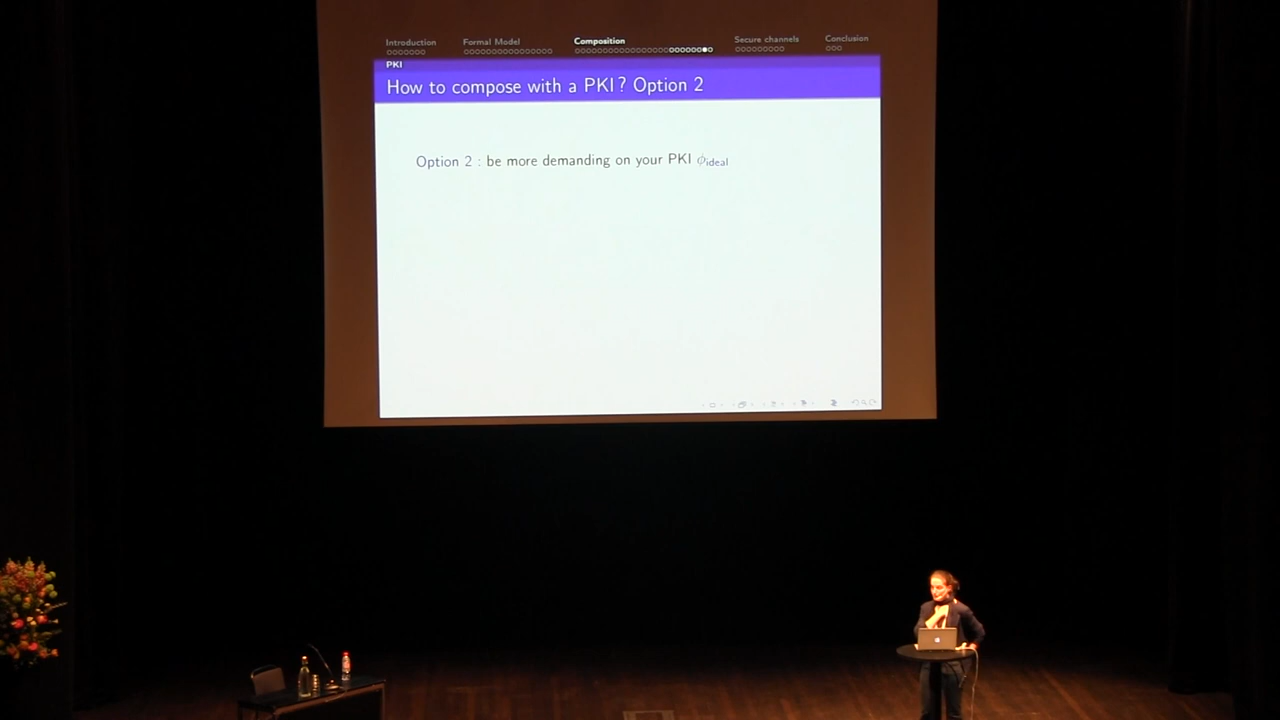 Introduction
Formal Model
Composition
Secure channels
Conclusion
PKI
How to compose with a PKI ? Option 2
Option 2 : be more demanding on your PKI ϕideal